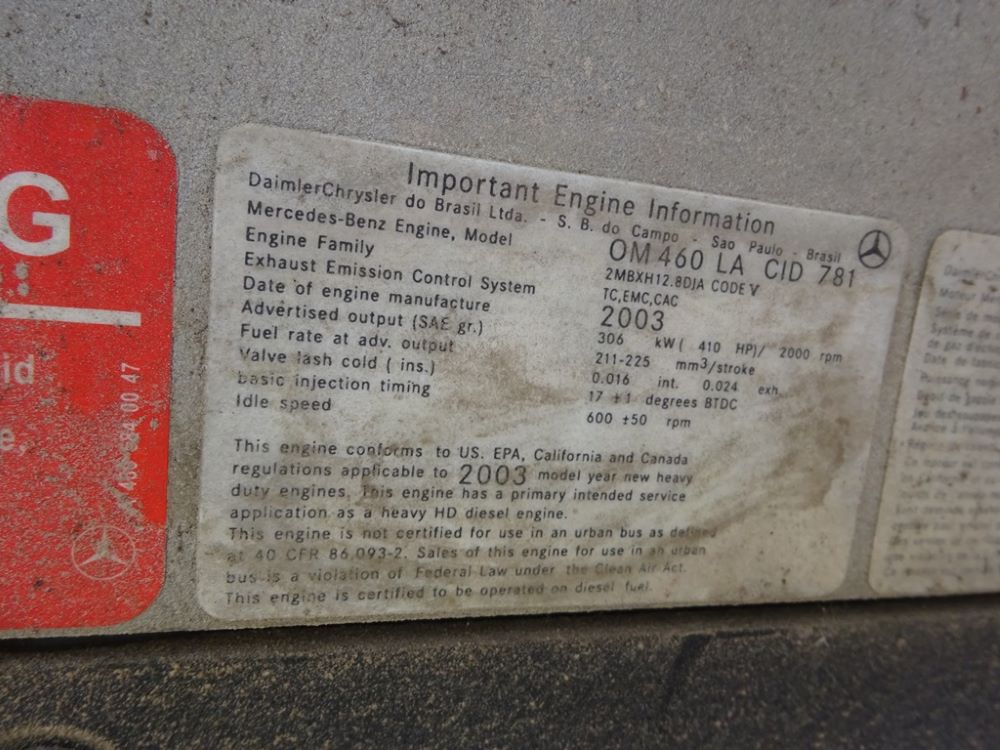 G
id
e,
00 47
Important Engine Information
DaimlerChrysler do Brasil Ltda. - S. B. do Campo - Sao Paulo - Brasil
Mercedes-Benz Engine, Model OM 460 LA CID 781
Engine Family 2MBXH12.8DJA CODE V
Exhaust Emission Control System TC,EMC,CAC
Date of engine manufacture 2003
Advertised output (SAE gr.) 306 kW ( 410 HP)/ 2000 rpm
Fuel rate at adv. output 211-225 mm3/stroke
Valve lash cold ( ins.) 0.016 int. 0.024 exh.
basic injection timing 17 ±1 degrees BTDC
Idle speed 600 ±50 rpm
This engine conforms to US. EPA, California and Canada
regulations applicable to 2003 model year new heavy
duty engines. This engine has a primary intended service
application as a heavy HD diesel engine.
This engine is not certified for use in an urban bus as defined
at 40 CFR 86.093-2. Sales of this engine for use in an urban
bus is a violation of Federal Law under the Clean Air Act.
This engine is certified to be operated on diesel fuel.